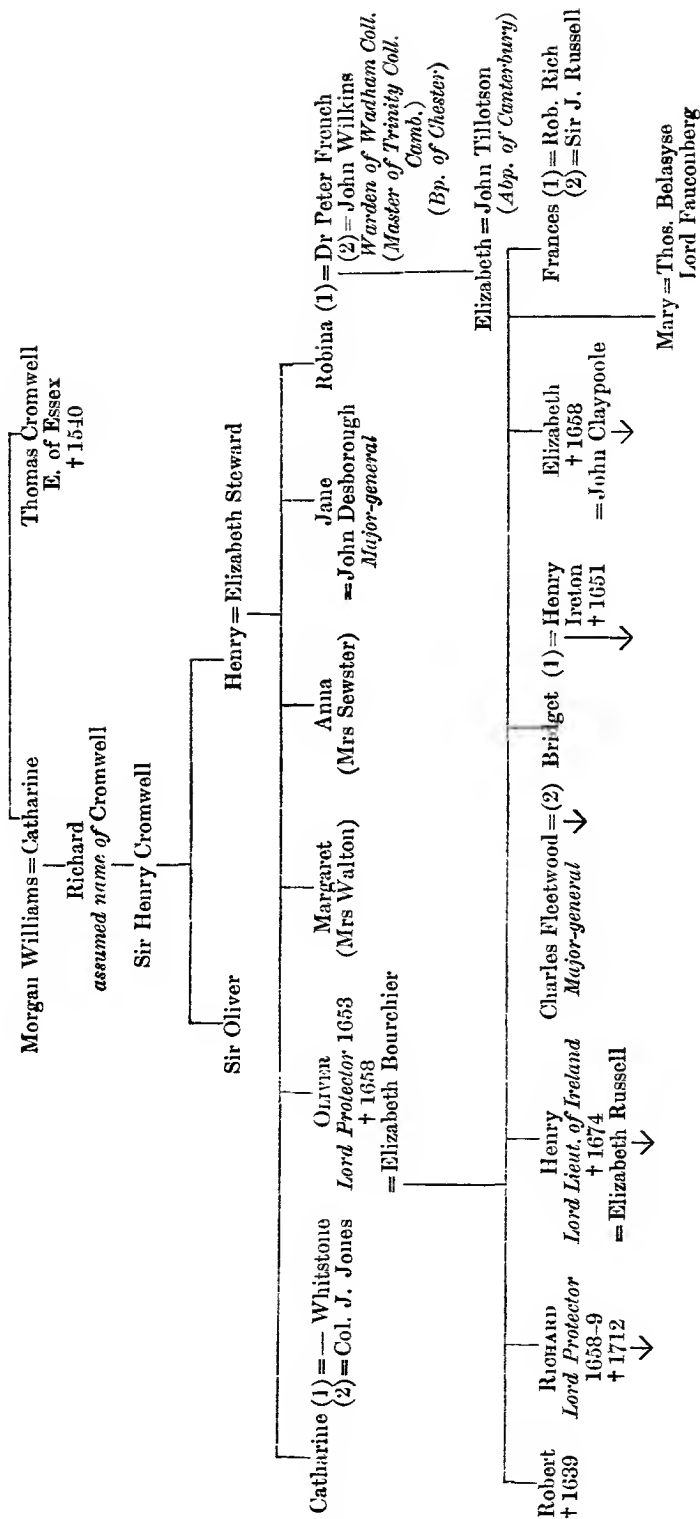 Thomas Cromwell
E. of Essex
† 1540
Morgan Williams = Catharine
Richard
assumed name of Cromwell
Sir Henry Cromwell
Sir Oliver
Henry = Elizabeth Steward
Catharine (1) = — Whitstone
(2) = Col. J. Jones
OLIVER
Lord Protector 1653
† 1658
= Elizabeth Bourchier
Margaret
(Mrs Walton)
Anna
(Mrs Sewster)
Jane
= John Desborough
Major-general
Robina (1) = Dr Peter French
(2) = John Wilkins
Warden of Wadham Coll.
(Master of Trinity Coll.
Camb.)
(Bp. of Chester)
Elizabeth = John Tillotson
(Abp. of Canterbury)
Robert
† 1639
RICHARD
Lord Protector
1658–9
† 1712
Henry
Lord Lieut. of Ireland
† 1674
= Elizabeth Russell
Charles Fleetwood = (2) Bridget (1) = Henry
Major-general
Ireton
† 1651
Elizabeth
† 1658
= John Claypoole
Mary = Thos. Belasyse
Lord Fauconberg
Frances (1) = Rob. Rich
(2) = Sir J. Russell